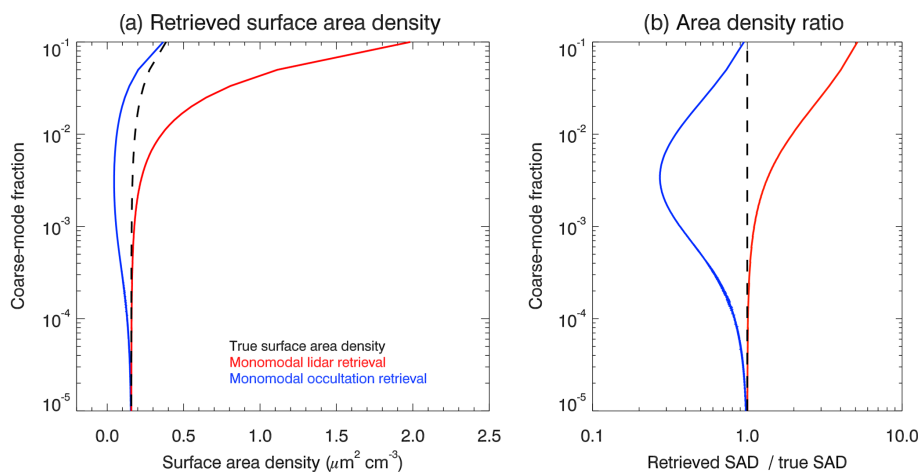 (a) Retrieved surface area density
10⁻¹
10⁻²
10⁻³
10⁻⁴
10⁻⁵
Coarse-mode fraction
True surface area density
Monomodal lidar retrieval
Monomodal occultation retrieval
0.0 0.5 1.0 1.5 2.0 2.5
Surface area density (μm² cm⁻³)
(b) Area density ratio
10⁻¹
10⁻²
10⁻³
10⁻⁴
10⁻⁵
Coarse-mode fraction
0.1 1.0 10.0
Retrieved SAD / true SAD